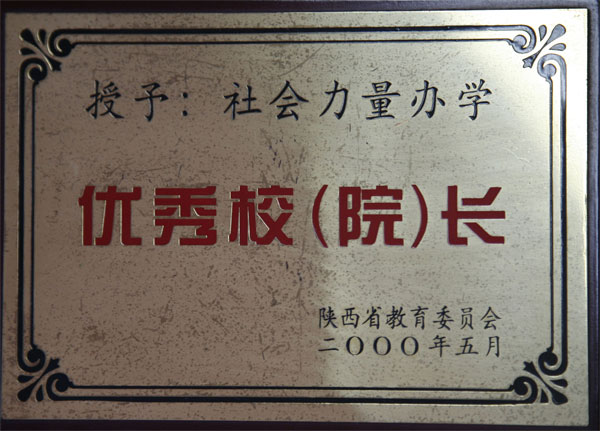 授予：社会力量办学
优秀校（院）长
陕西省教育委员会
二〇〇〇年五月